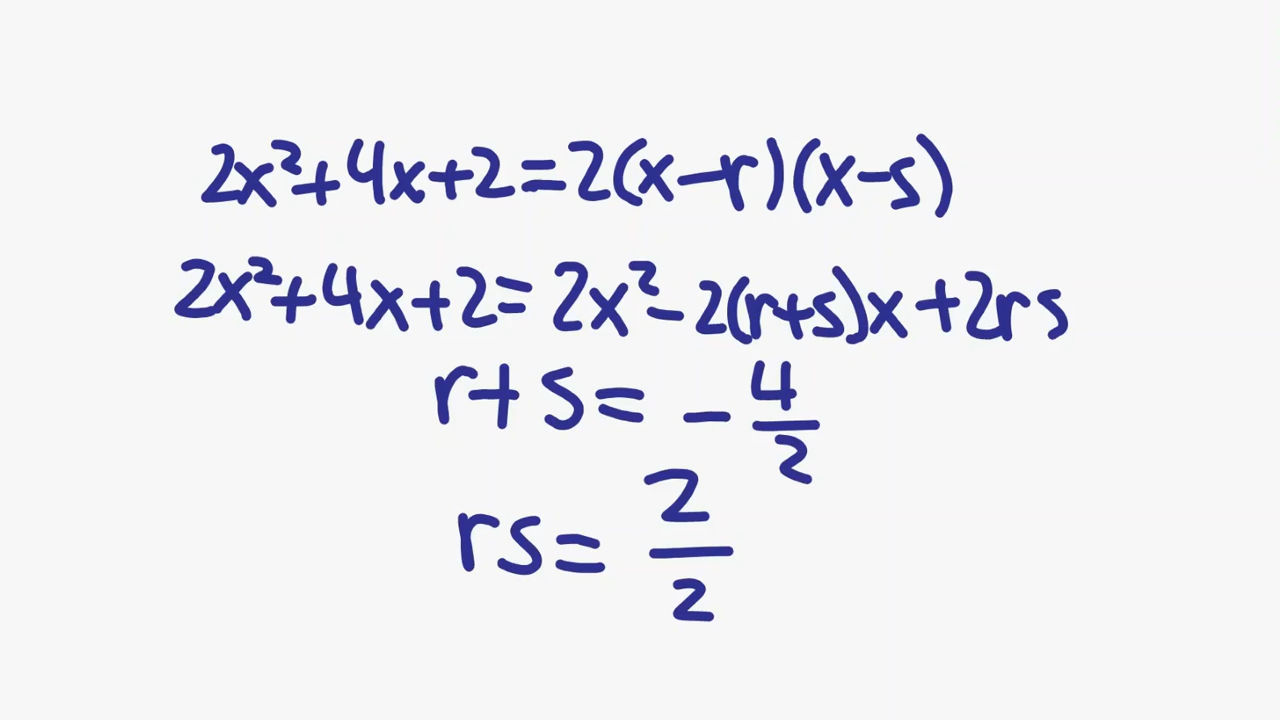 2x²+4x+2=2(x-r)(x-s)
2x²+4x+2=2x²-2(r+s)x+2rs
r+s=-4/2
rs=2/2